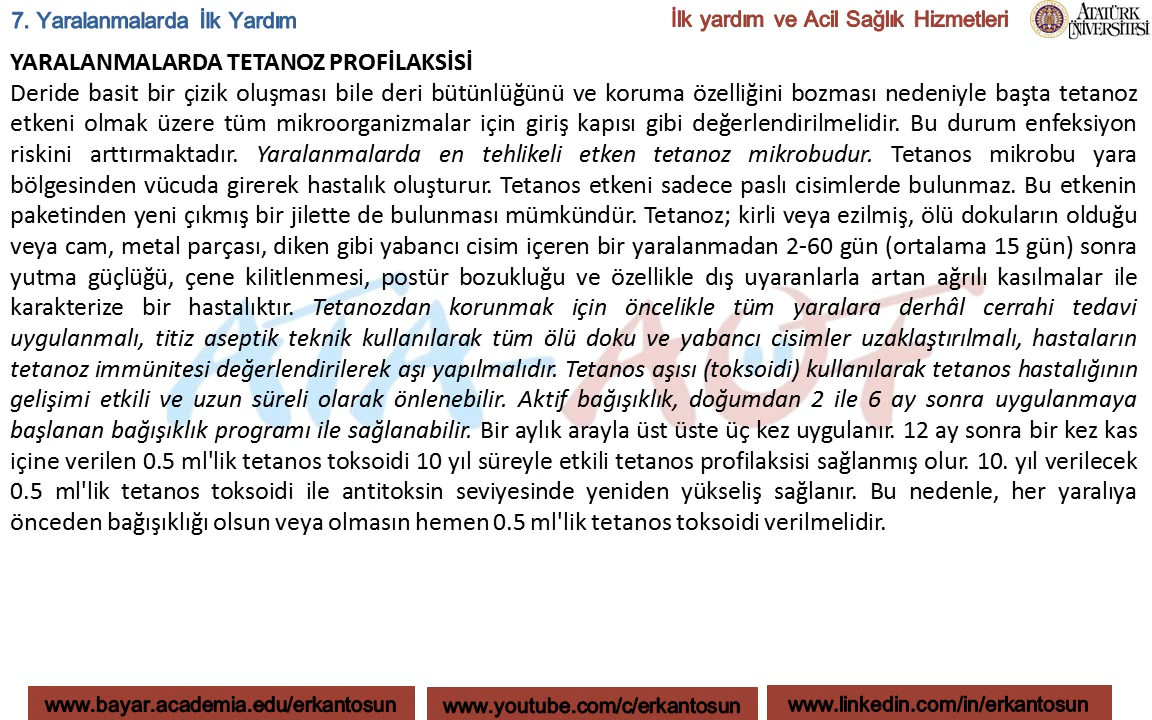 7. Yaralanmalarda İlk Yardım
İlk yardım ve Acil Sağlık Hizmetleri
ATATÜRK
ÜNİVERSİTESİ
YARALANMALARDA TETANOZ PROFİLAKSİSİ
Deride basit bir çizik oluşması bile deri bütünlüğünü ve koruma özelliğini bozması nedeniyle başta tetanoz
etkeni olmak üzere tüm mikroorganizmalar için giriş kapısı gibi değerlendirilmelidir. Bu durum enfeksiyon
riskini arttırmaktadır. Yaralanmalarda en tehlikeli etken tetanoz mikrobudur. Tetanos mikrobu yara
bölgesinden vücuda girerek hastalık oluşturur. Tetanos etkeni sadece paslı cisimlerde bulunmaz. Bu etkenin
paketinden yeni çıkmış bir jilette de bulunması mümkündür. Tetanoz; kirli veya ezilmiş, ölü dokuların olduğu
veya cam, metal parçası, diken gibi yabancı cisim içeren bir yaralanmadan 2-60 gün (ortalama 15 gün) sonra
yutma güçlüğü, çene kilitlenmesi, postür bozukluğu ve özellikle dış uyaranlarla artan ağrılı kasılmalar ile
karakterize bir hastalıktır. Tetanozdan korunmak için öncelikle tüm yaralara derhâl cerrahi tedavi
uygulanmalı, titiz aseptik teknik kullanılarak tüm ölü doku ve yabancı cisimler uzaklaştırılmalı, hastaların
tetanoz immünitesi değerlendirilerek aşı yapılmalıdır. Tetanos aşısı (toksoidi) kullanılarak tetanos hastalığının
gelişimi etkili ve uzun süreli olarak önlenebilir. Aktif bağışıklık, doğumdan 2 ile 6 ay sonra uygulanmaya
başlanan bağışıklık programı ile sağlanabilir. Bir aylık arayla üst üste üç kez uygulanır. 12 ay sonra bir kez kas
içine verilen 0.5 ml'lik tetanos toksoidi 10 yıl süreyle etkili tetanos profilaksisi sağlanmış olur. 10. yıl verilecek
0.5 ml'lik tetanos toksoidi ile antitoksin seviyesinde yeniden yükseliş sağlanır. Bu nedenle, her yaralıya
önceden bağışıklığı olsun veya olmasın hemen 0.5 ml'lik tetanos toksoidi verilmelidir.
ATA-AÖF
www.bayar.academia.edu/erkantosun
www.youtube.com/c/erkantosun
www.linkedin.com/in/erkantosun